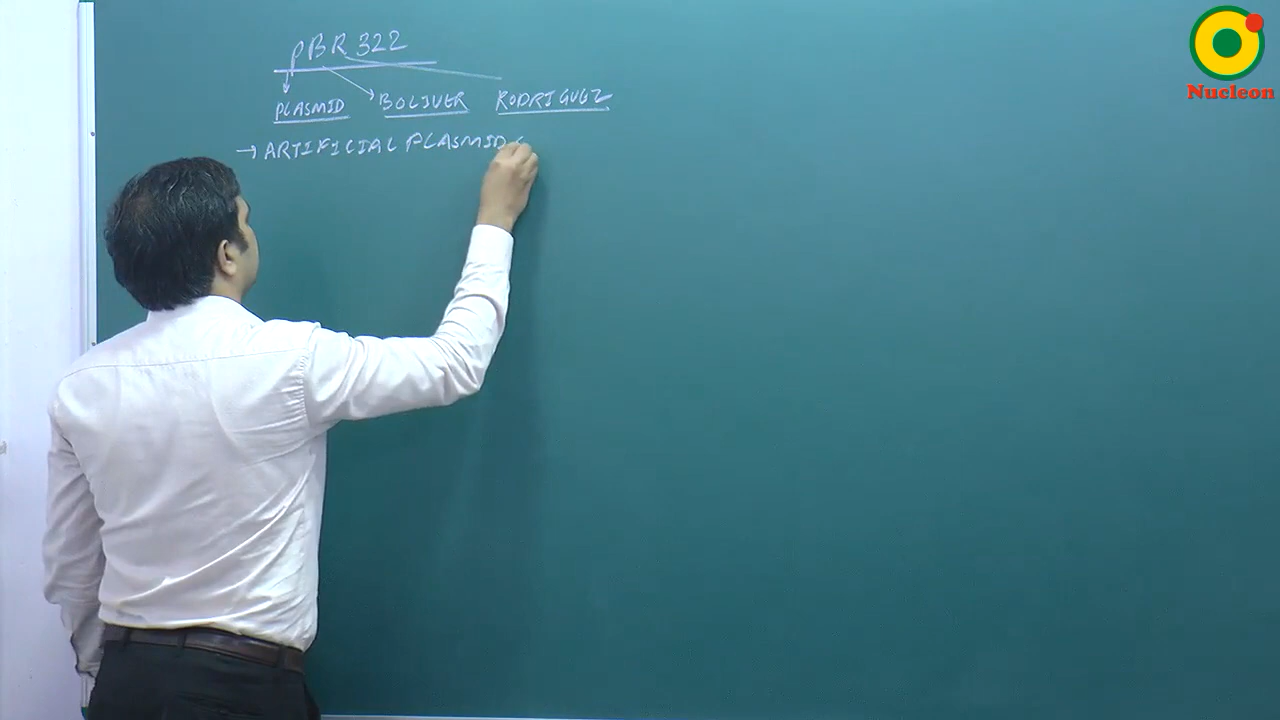 pBR 322
PLASMID BOLIVER RODRIGUEZ
→ ARTIFICIAL PLASMID
Nucleon